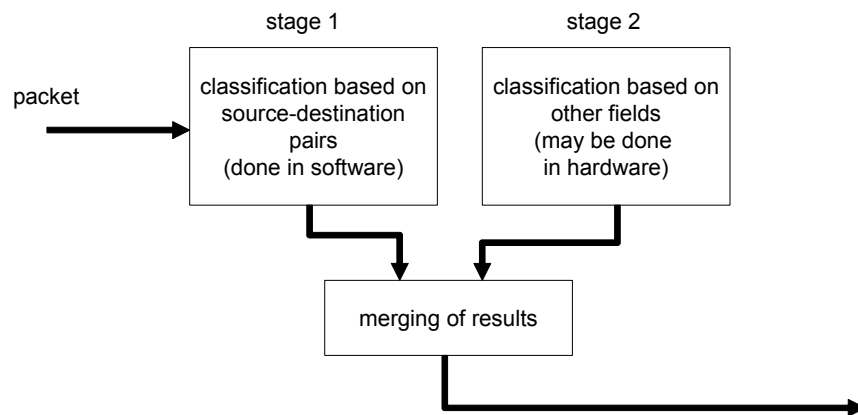 stage 1
stage 2
packet
classification based on
source-destination
pairs
(done in software)
classification based on
other fields
(may be done
in hardware)
merging of results